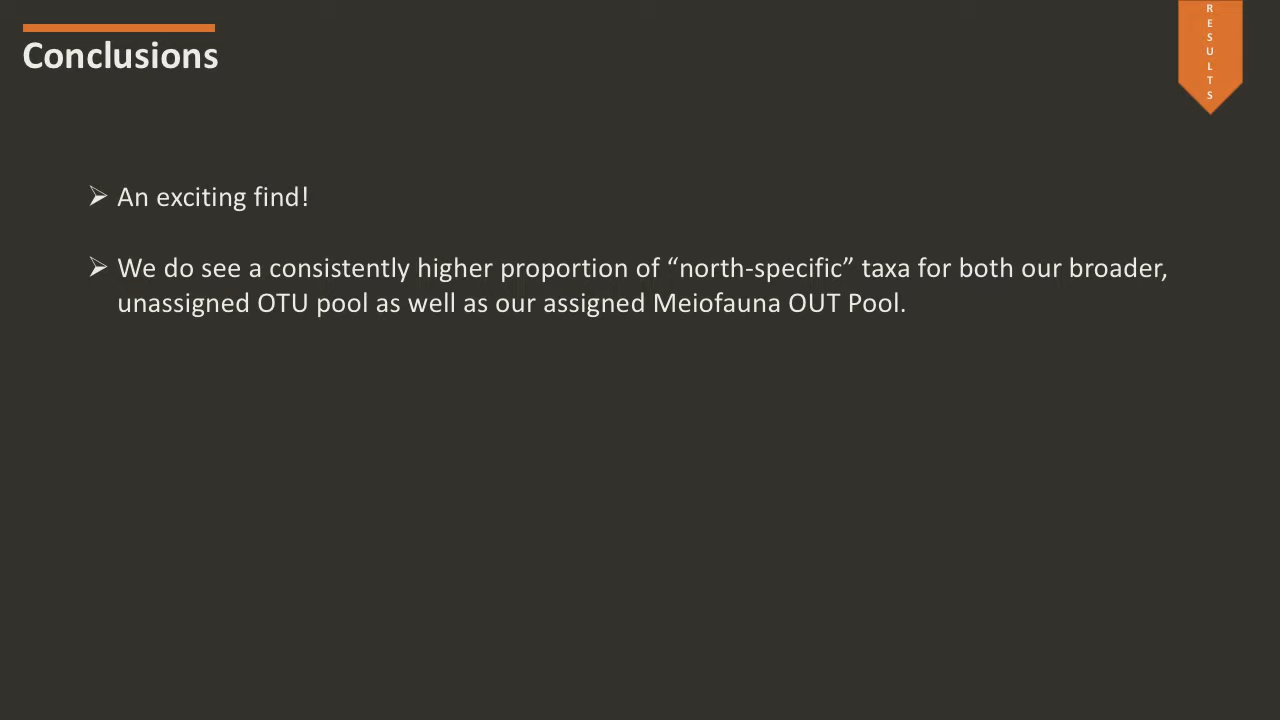 Conclusions
RESULTS
➢ An exciting find!
➢ We do see a consistently higher proportion of “north-specific” taxa for both our broader,
unassigned OTU pool as well as our assigned Meiofauna OUT Pool.